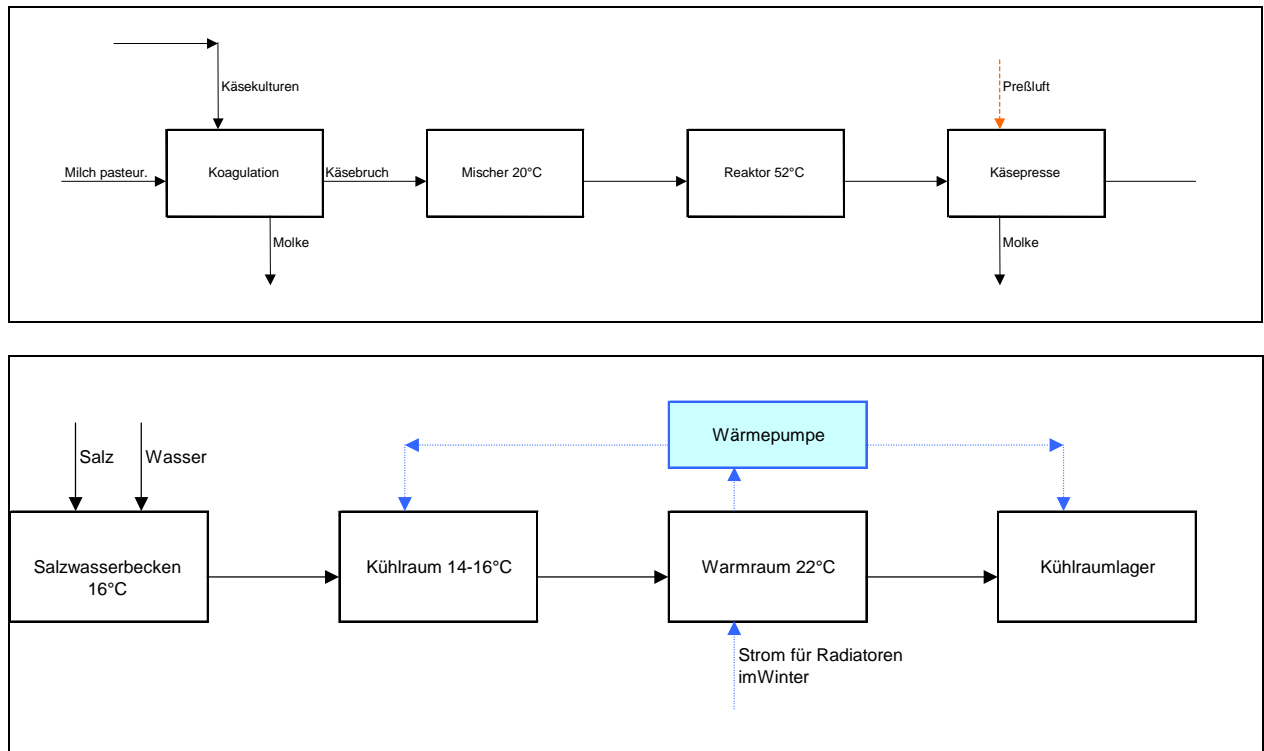 Käsekulturen
Preßluft
Milch pasteur.
Koagulation
Käsebruch
Mischer 20°C
Reaktor 52°C
Käsepresse
Molke
Molke
Wärmepumpe
Salz
Wasser
Salzwasserbecken
16°C
Kühlraum 14-16°C
Warmraum 22°C
Kühlraumlager
Strom für Radiatoren
imWinter